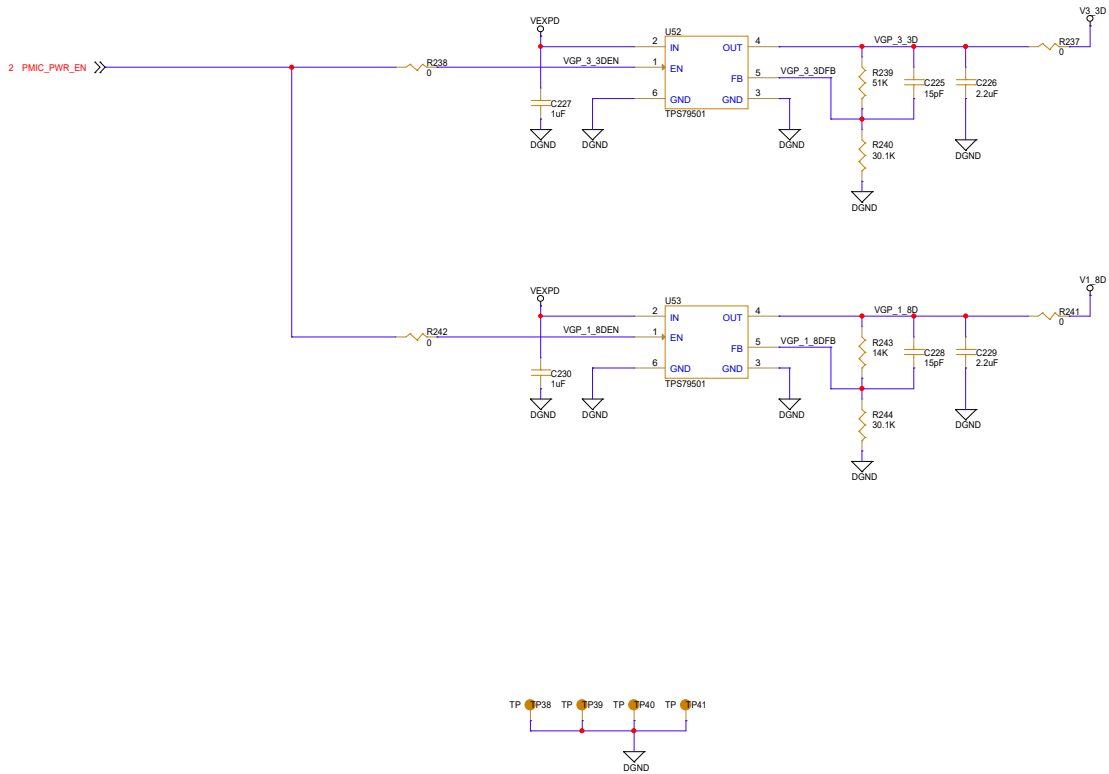 V3_3D
VEXPD
U52
2 IN OUT 4 VGP_3_3D R237
0
2 PMIC_PWR_EN R238
0
VGP_3_3DEN 1 EN
FB 5 VGP_3_3DFB
R239
51K
C225
15pF
C226
2.2uF
C227
1uF
6 GND GND 3
TPS79501
DGND DGND DGND DGND
R240
30.1K
DGND
V1_8D
VEXPD
U53
2 IN OUT 4 VGP_1_8D R241
0
R242
0
VGP_1_8DEN 1 EN
FB 5 VGP_1_8DFB
R243
14K
C228
15pF
C229
2.2uF
C230
1uF
6 GND GND 3
TPS79501
DGND DGND DGND DGND
R244
30.1K
DGND
TP TP38 TP TP39 TP TP40 TP TP41
DGND